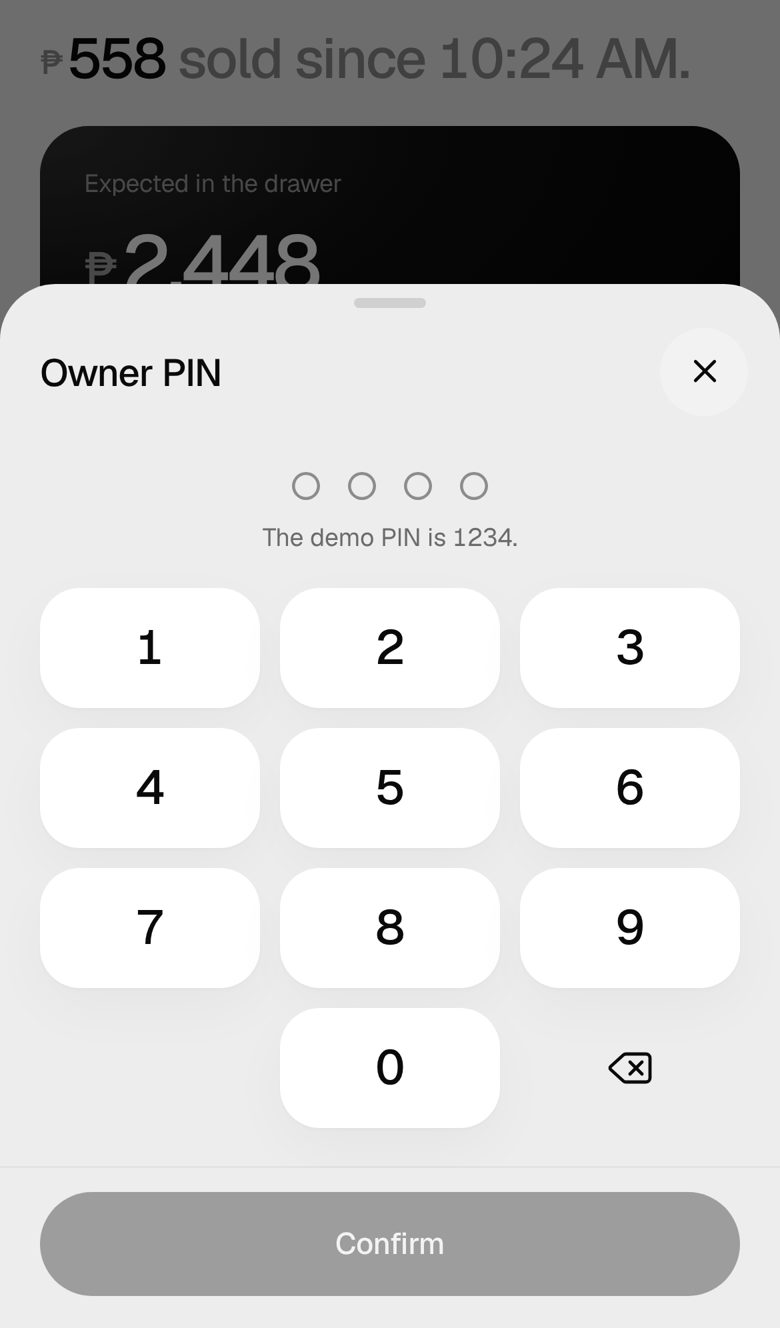 ₱558 sold since 10:24 AM.
Expected in the drawer
₱2,448
Owner PIN
The demo PIN is 1234.
1 2 3
4 5 6
7 8 9
0
Confirm